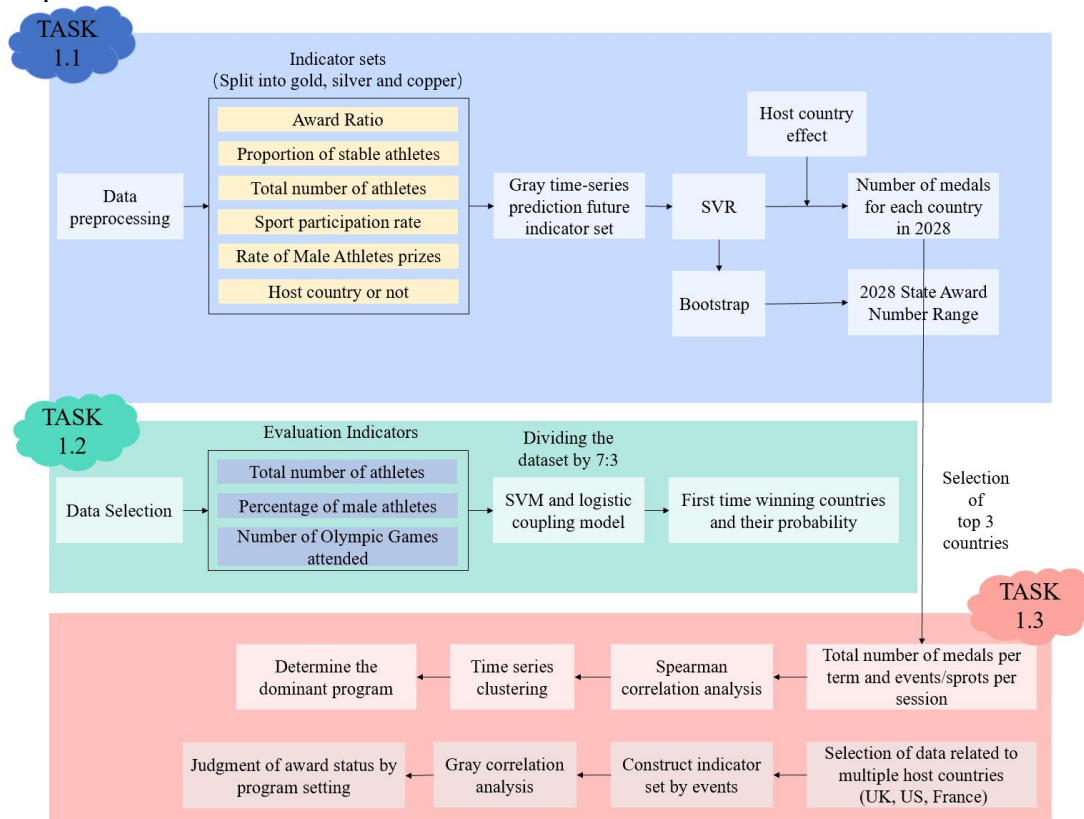 TASK
1.1
Indicator sets
(Split into gold, silver and copper)
Award Ratio
Proportion of stable athletes
Total number of athletes
Sport participation rate
Rate of Male Athletes prizes
Host country or not
Data
preprocessing
Gray time-series
prediction future
indicator set
SVR
Host country
effect
Number of medals
for each country
in 2028
Bootstrap
2028 State Award
Number Range
TASK
1.2
Evaluation Indicators
Data Selection
Total number of athletes
Percentage of male athletes
Number of Olympic Games
attended
Dividing the
dataset by 7:3
SVM and logistic
coupling model
First time winning countries
and their probability
Selection
of
top 3
countries
TASK
1.3
Determine the
dominant program
Time series
clustering
Spearman
correlation analysis
Total number of medals per
term and events/sprots per
session
Judgment of award status by
program setting
Gray correlation
analysis
Construct indicator
set by events
Selection of data related to
multiple host countries
(UK, US, France)